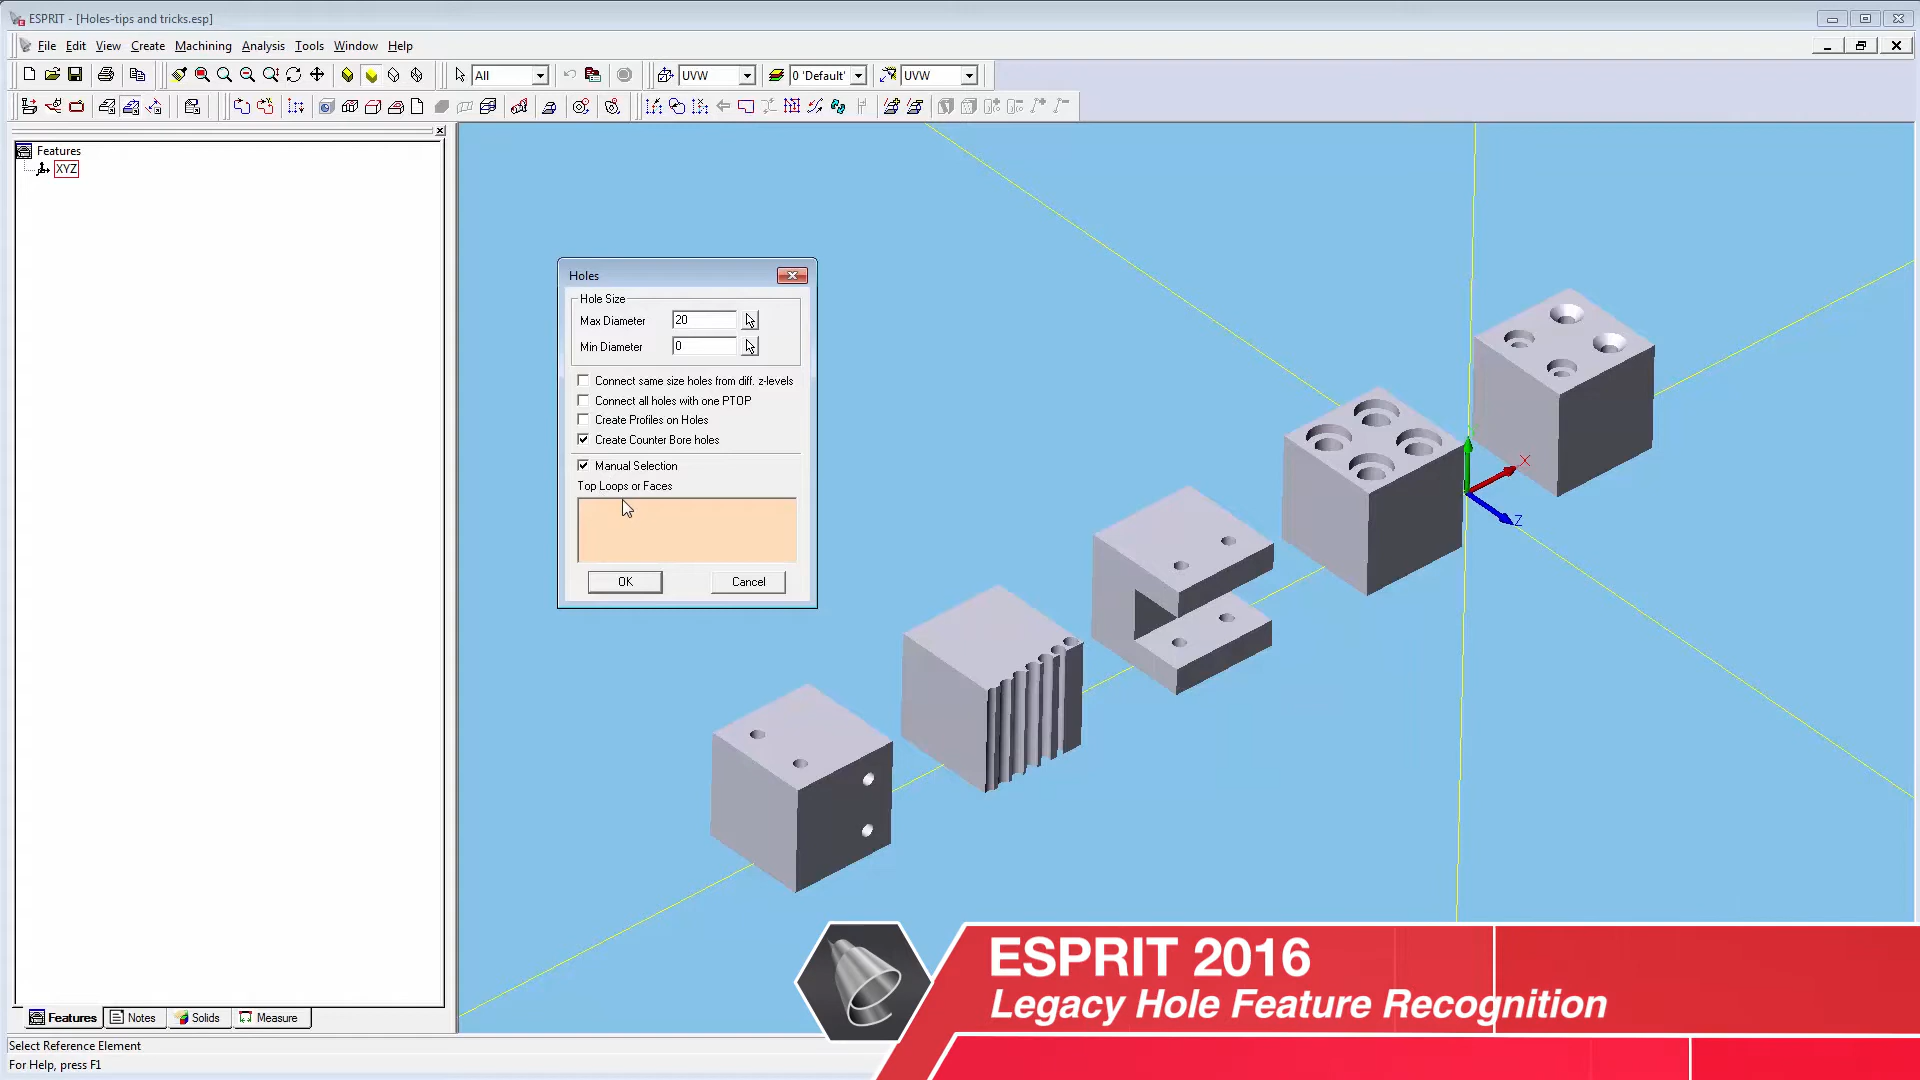 ESPRIT - [Holes-tips and tricks.esp]
File Edit View Create Machining Analysis Tools Window Help
All UVW 0 'Default' UVW
Features
XYZ
Holes
Hole Size
Max Diameter 20
Min Diameter 0
Connect same size holes from diff. z-levels
Connect all holes with one PTOP
Create Profiles on Holes
Create Counter Bore holes
Manual Selection
Top Loops or Faces
OK Cancel
X
Z
ESPRIT 2016
Legacy Hole Feature Recognition
Features Notes Solids Measure
Select Reference Element
For Help, press F1